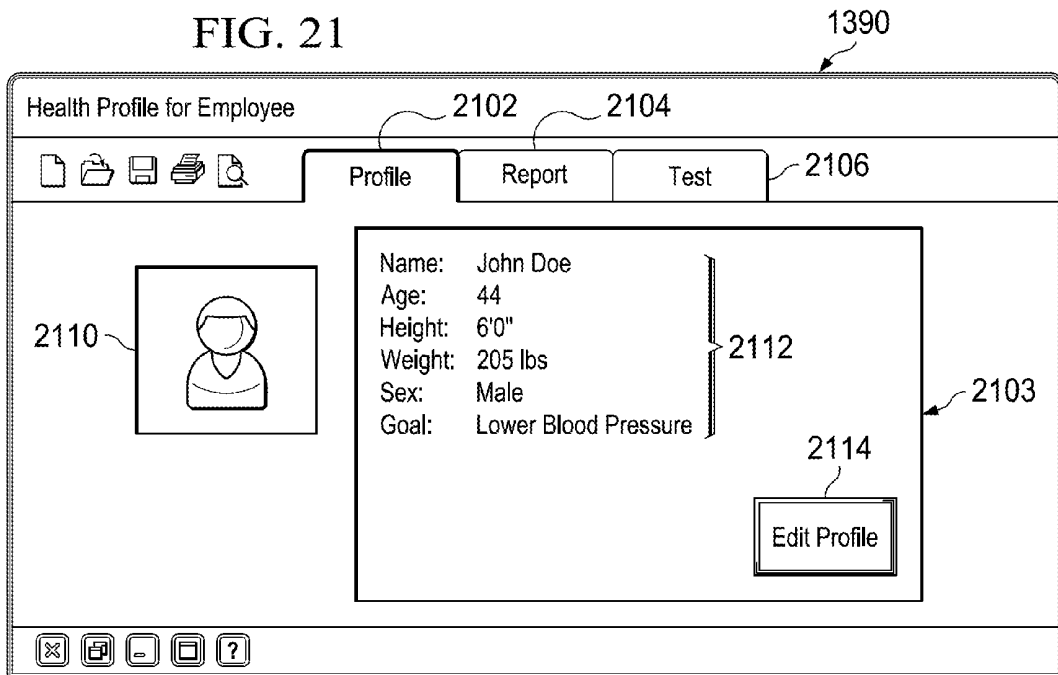 FIG. 21
1390
Health Profile for Employee
2102
2104
Profile
Report
Test
2106
2110
Name: John Doe
Age: 44
Height: 6'0"
Weight: 205 lbs
Sex: Male
Goal: Lower Blood Pressure
2112
2103
2114
Edit Profile
?